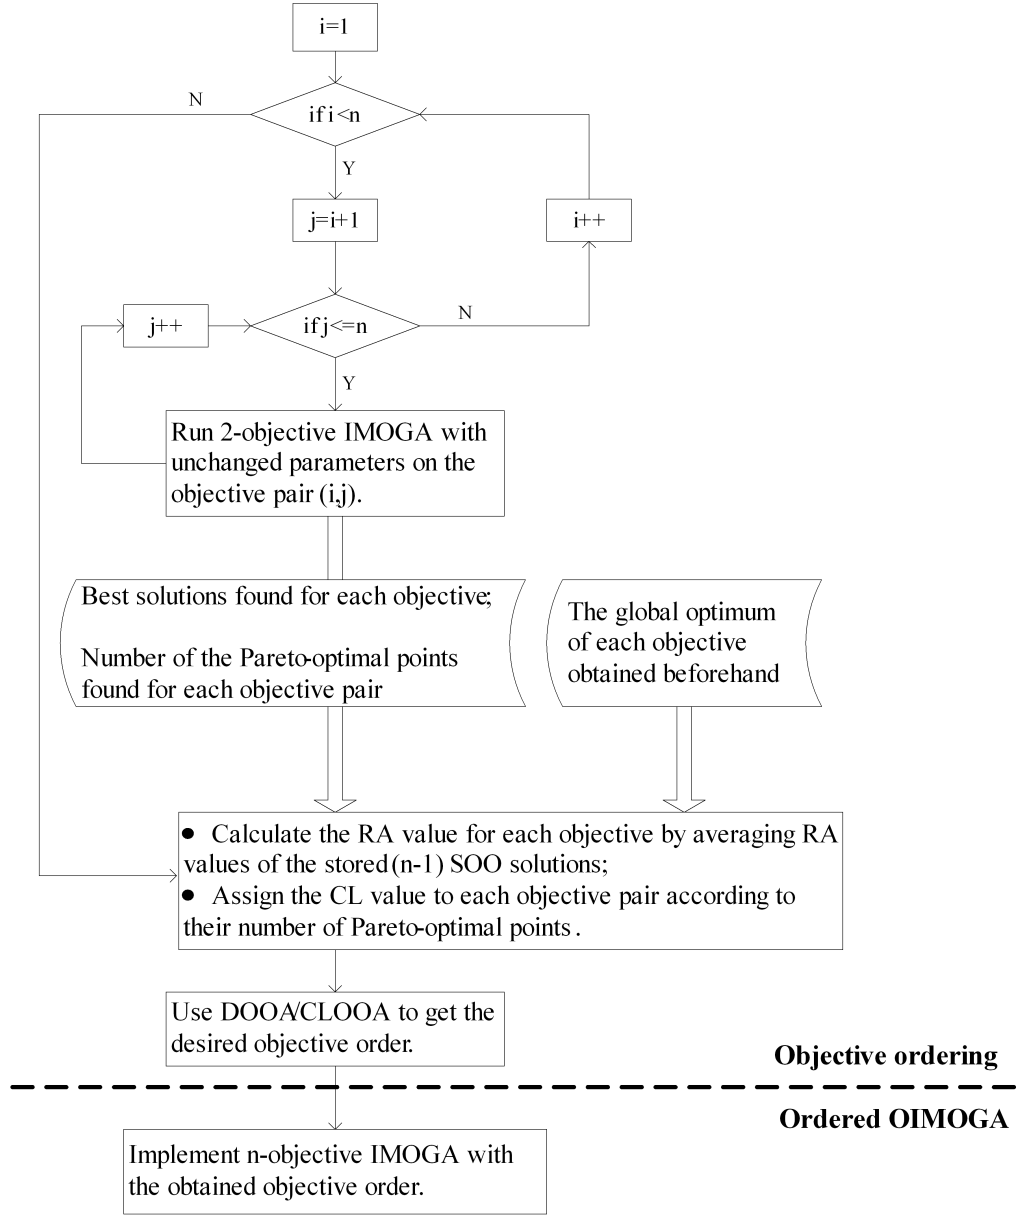 i=1
N
if i<n
Y
j=i+1
i++
j++
if j<=n
N
Y
Run 2-objective IMOGA with
unchanged parameters on the
objective pair (i,j).
Best solutions found for each objective;
Number of the Pareto-optimal points
found for each objective pair
The global optimum
of each objective
obtained beforehand
● Calculate the RA value for each objective by averaging RA
values of the stored (n-1) SOO solutions;
● Assign the CL value to each objective pair according to
their number of Pareto-optimal points .
Use DOOA/CLOOA to get the
desired objective order.
Objective ordering
Ordered OIMOGA
Implement n-objective IMOGA with
the obtained objective order.